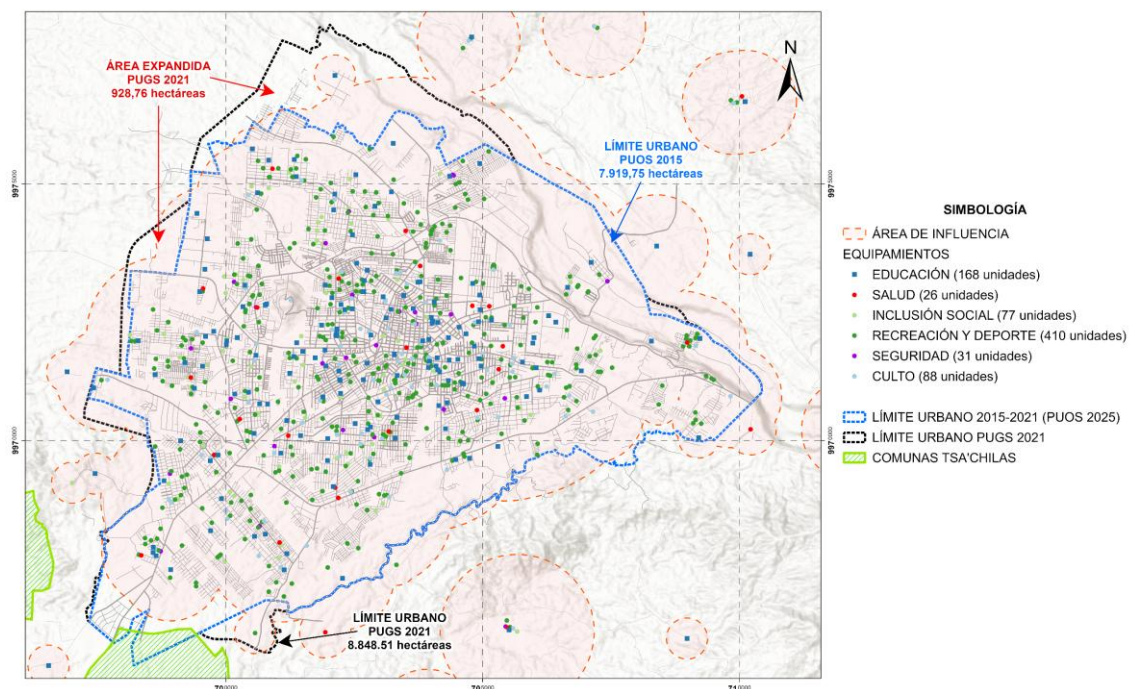 ÁREA EXPANDIDA
PUGS 2021
928,76 hectáreas
N
LÍMITE URBANO
PUOS 2015
7.919,75 hectáreas
LÍMITE URBANO
PUGS 2021
8.848.51 hectáreas
SIMBOLOGÍA
ÁREA DE INFLUENCIA
EQUIPAMIENTOS
EDUCACIÓN (168 unidades)
SALUD (26 unidades)
INCLUSIÓN SOCIAL (77 unidades)
RECREACIÓN Y DEPORTE (410 unidades)
SEGURIDAD (31 unidades)
CULTO (88 unidades)
LÍMITE URBANO 2015-2021 (PUOS 2025)
LÍMITE URBANO PUGS 2021
COMUNAS TSA'CHILAS